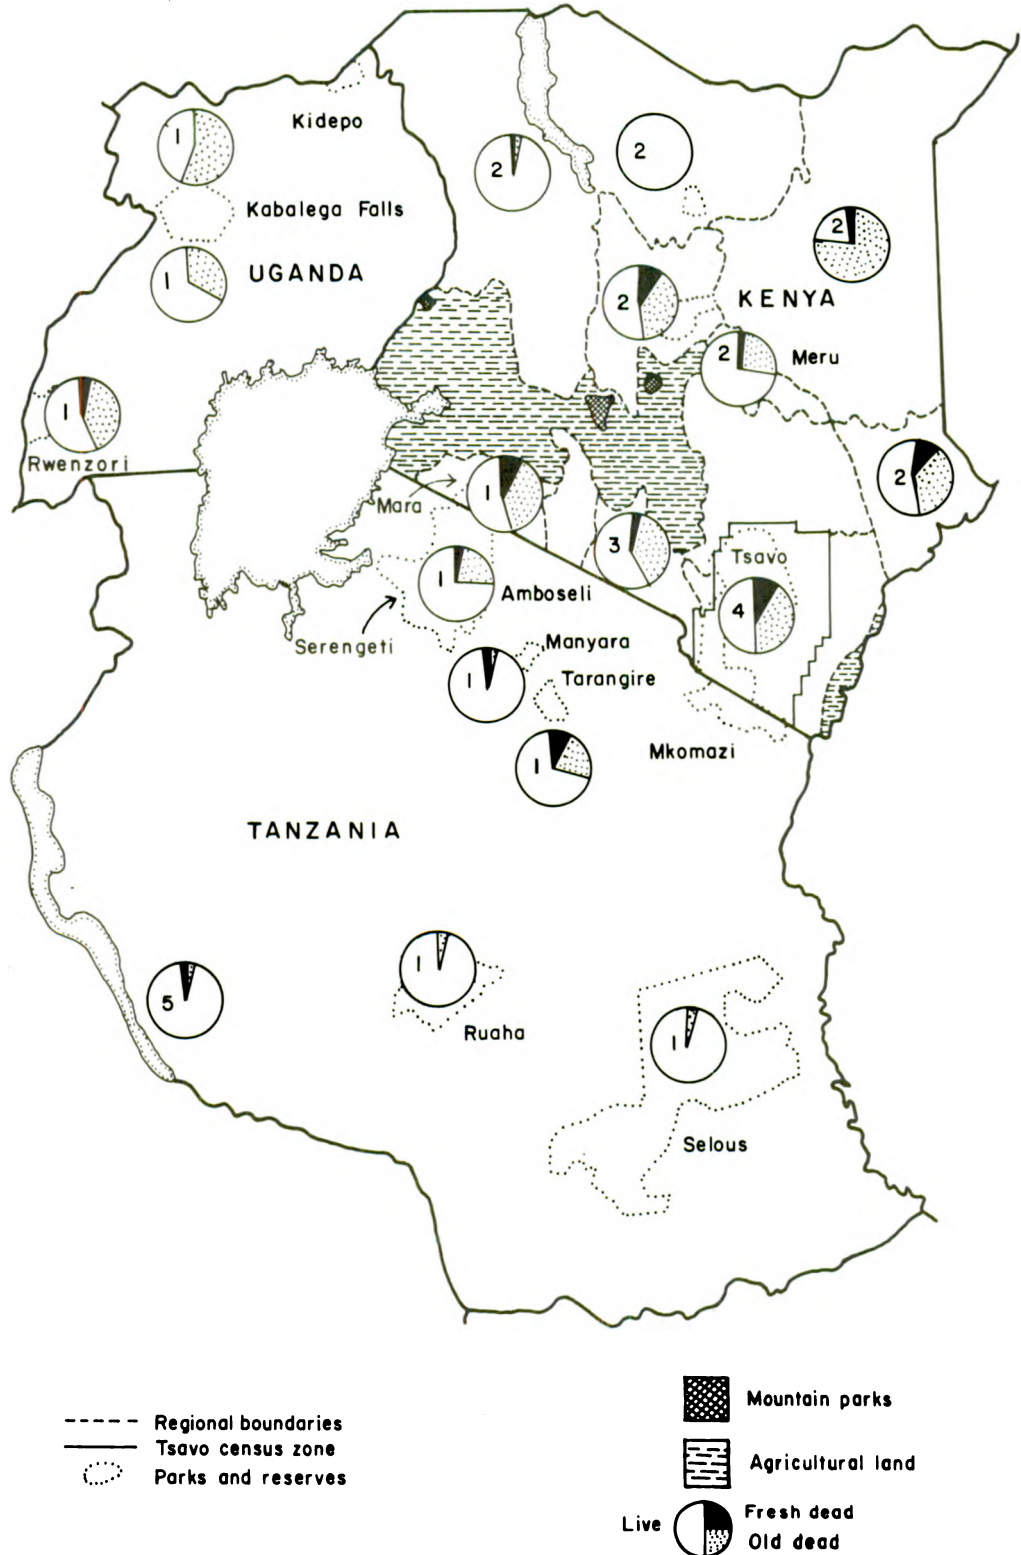 Kidepo
1
2
2
Kabalega Falls
2
1
UGANDA
2
KENYA
2
Meru
1
Rwenzori
2
1
Mara
3
Tsavo
1
Amboseli
4
Serengeti
Manyara
1
Tarangire
1
Mkomazi
TANZANIA
1
5
Ruaha
1
Selous
Regional boundaries
Tsavo census zone
Parks and reserves
Mountain parks
Agricultural land
Live
Fresh dead
Old dead